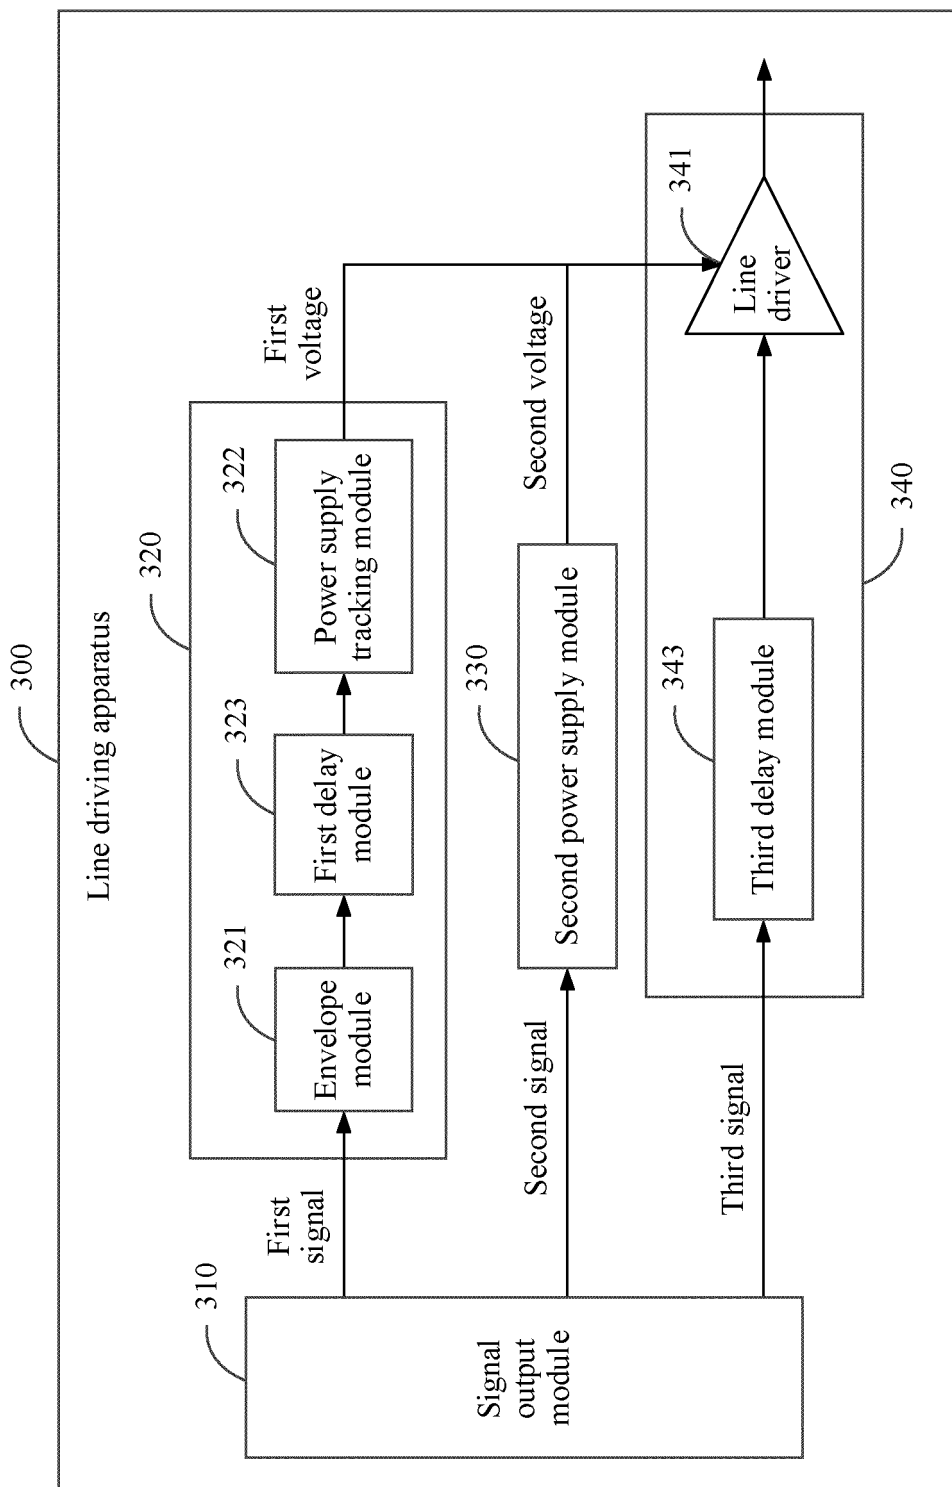 300
Line driving apparatus
310
Signal
output
module
First
signal
320
321
Envelope
module
323
First delay
module
322
Power supply
tracking module
First
voltage
Second signal
330
Second power supply module
Second voltage
Third signal
343
Third delay module
340
341
Line
driver